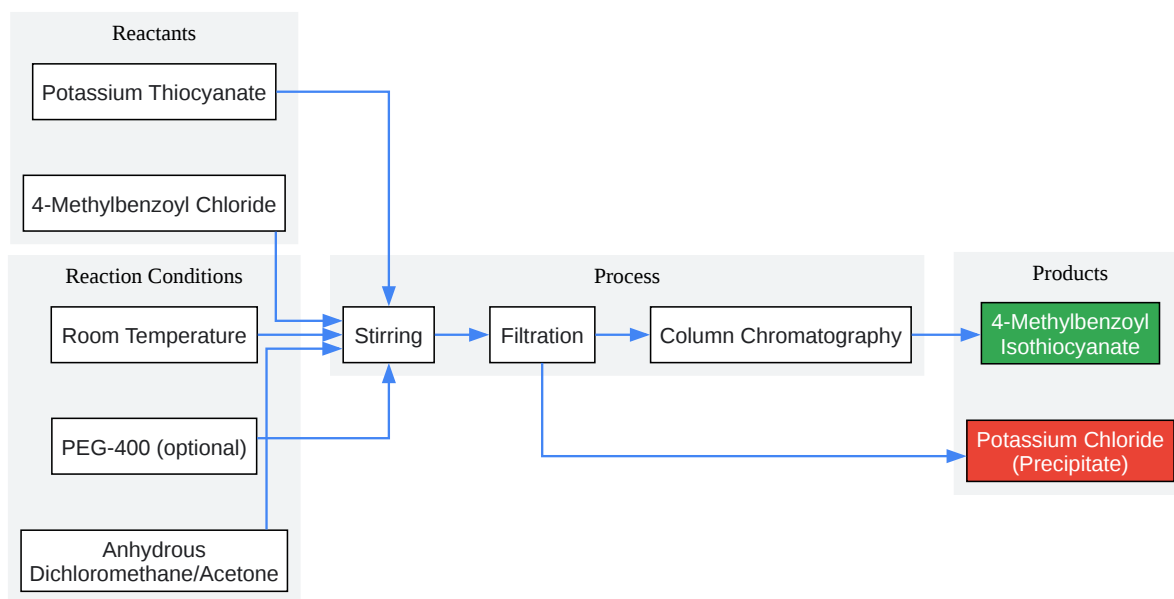 Reactants
Potassium Thiocyanate
4-Methylbenzoyl Chloride
Reaction Conditions
Room Temperature
PEG-400 (optional)
Anhydrous
Dichloromethane/Acetone
Process
Stirring
Filtration
Column Chromatography
Products
4-Methylbenzoyl
Isothiocyanate
Potassium Chloride
(Precipitate)